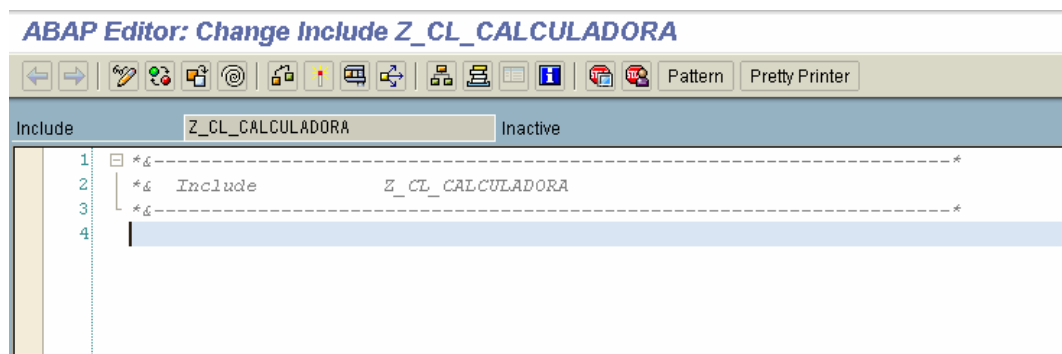 ABAP Editor: Change Include Z_CL_CALCULADORA
Pattern Pretty Printer
Include Z_CL_CALCULADORA Inactive
1 *&---------------------------------------------------------------------*
2 *& Include Z_CL_CALCULADORA
3 *&---------------------------------------------------------------------*
4